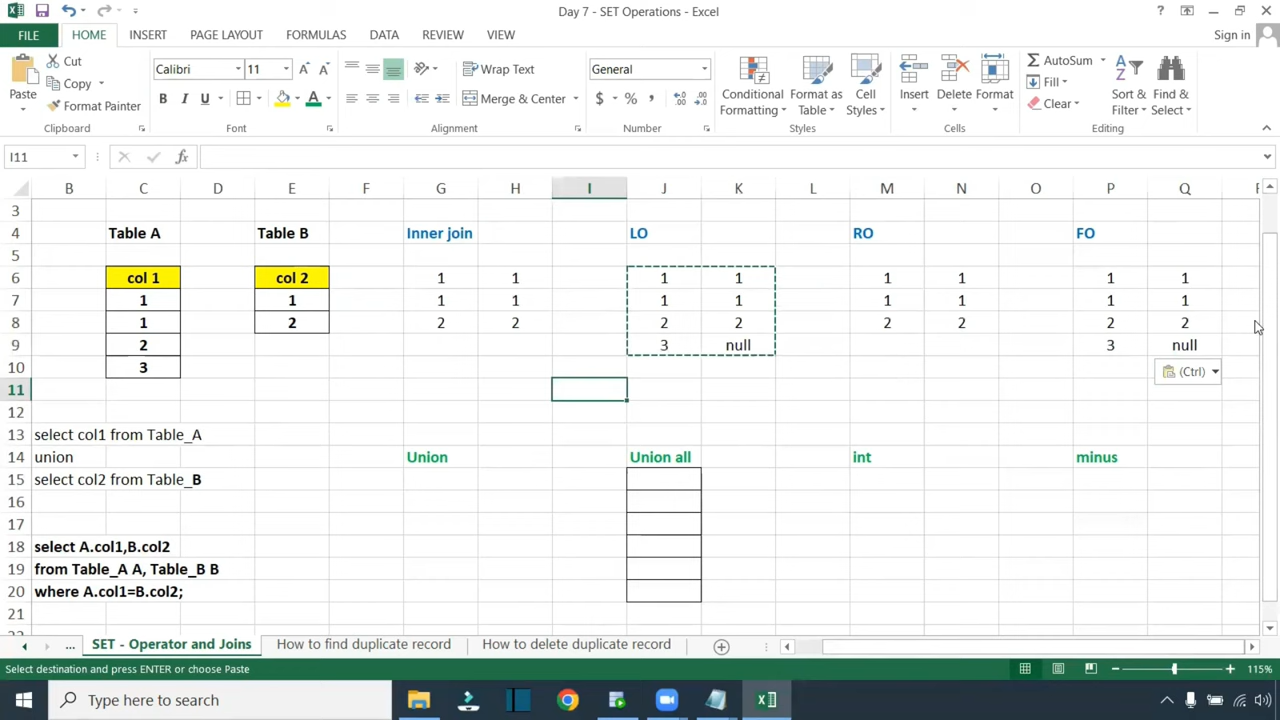 Day 7 - SET Operations - Excel
?
FILE HOME INSERT PAGE LAYOUT FORMULAS DATA REVIEW VIEW Sign in
Paste Cut Copy Format Painter Clipboard
Calibri 11 B I U A Font
Wrap Text Merge & Center Alignment
General $ % , Number
Conditional Formatting Format as Table Cell Styles Styles
Insert Delete Format Cells
AutoSum Fill Clear Sort & Filter Find & Select Editing
I11 fx
B C D E F G H I J K L M N O P Q
3
4 Table A Table B Inner join LO RO FO
5
6 col 1 col 2 1 1 1 1 1 1 1 1
7 1 1 1 1 1 1 1 1 1 1
8 1 2 2 2 2 2 2 2 2 2
9 2 3 null 3 null
10 3 (Ctrl)
11
12
13 select col1 from Table_A
14 union Union Union all int minus
15 select col2 from Table_B
16
17
18 select A.col1,B.col2
19 from Table_A A, Table_B B
20 where A.col1=B.col2;
21
... SET - Operator and Joins How to find duplicate record How to delete duplicate record
Select destination and press ENTER or choose Paste 115%
Type here to search